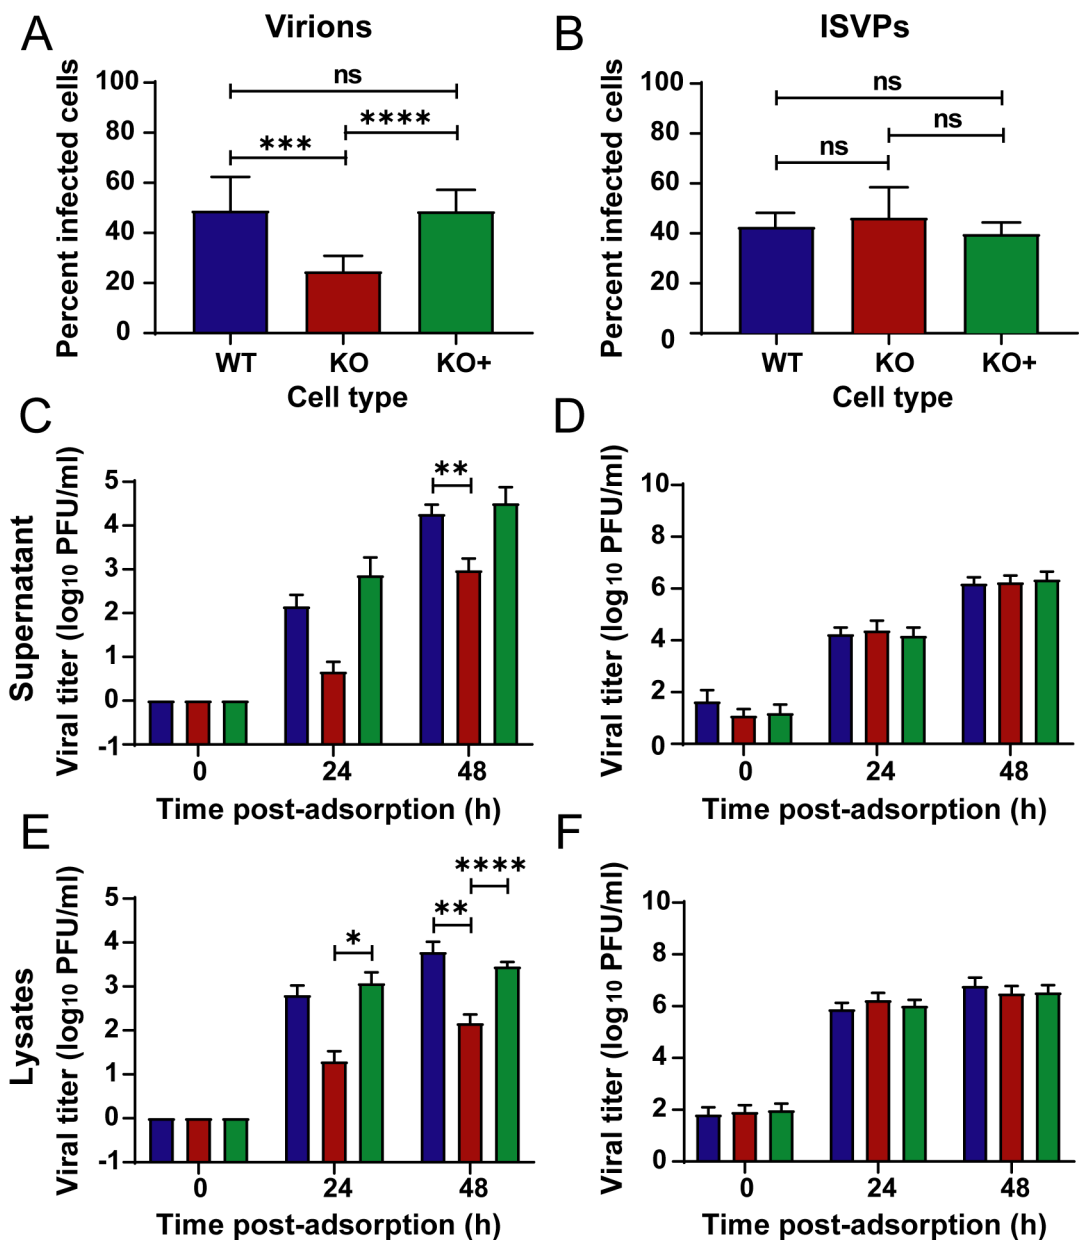 A
Virions
Percent infected cells
100
80
60
40
20
0
ns
***
****
WT
KO
KO+
Cell type
B
ISVPs
Percent infected cells
100
80
60
40
20
0
ns
ns
ns
WT
KO
KO+
Cell type
C
Supernatant
Viral titer (log10 PFU/ml)
5
4
3
2
1
0
-1
**
0
24
48
Time post-adsorption (h)
D
Viral titer (log10 PFU/ml)
10
8
6
4
2
0
0
24
48
Time post-adsorption (h)
E
Lysates
Viral titer (log10 PFU/ml)
5
4
3
2
1
0
-1
*
**
****
0
24
48
Time post-adsorption (h)
F
Viral titer (log10 PFU/ml)
10
8
6
4
2
0
0
24
48
Time post-adsorption (h)